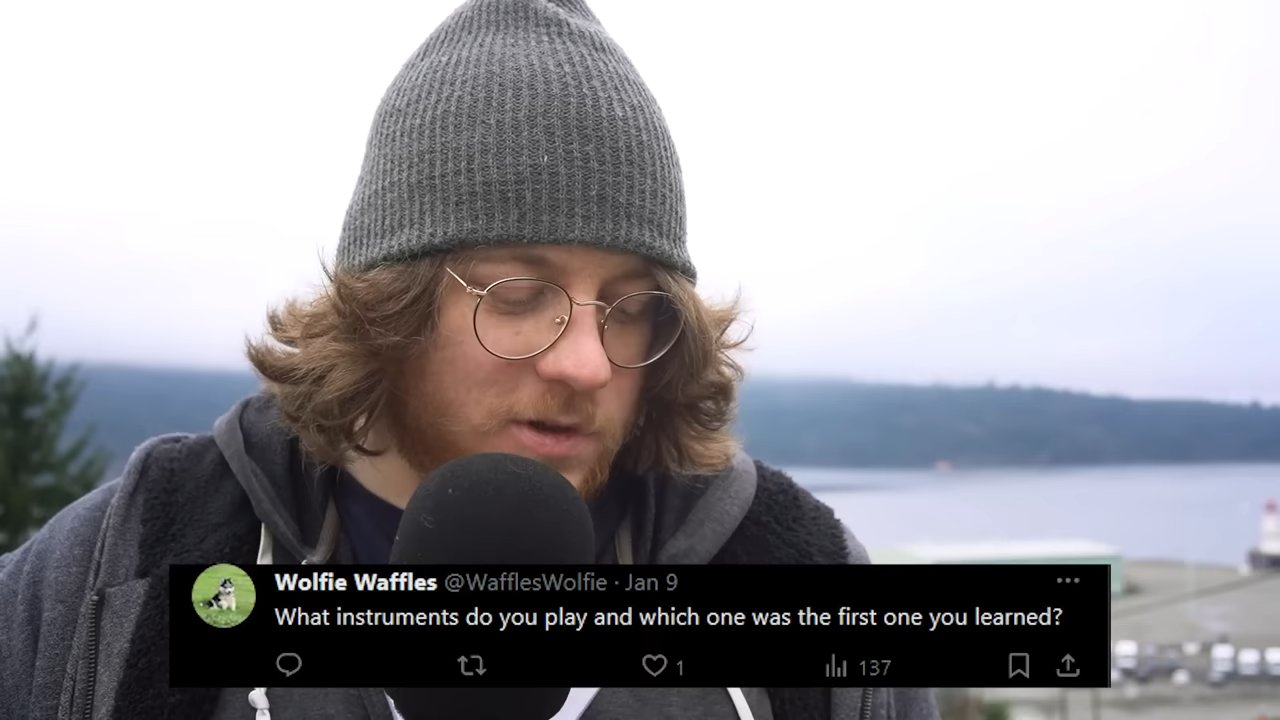 Wolfie Waffles @WafflesWolfie · Jan 9
What instruments do you play and which one was the first one you learned?
1 137